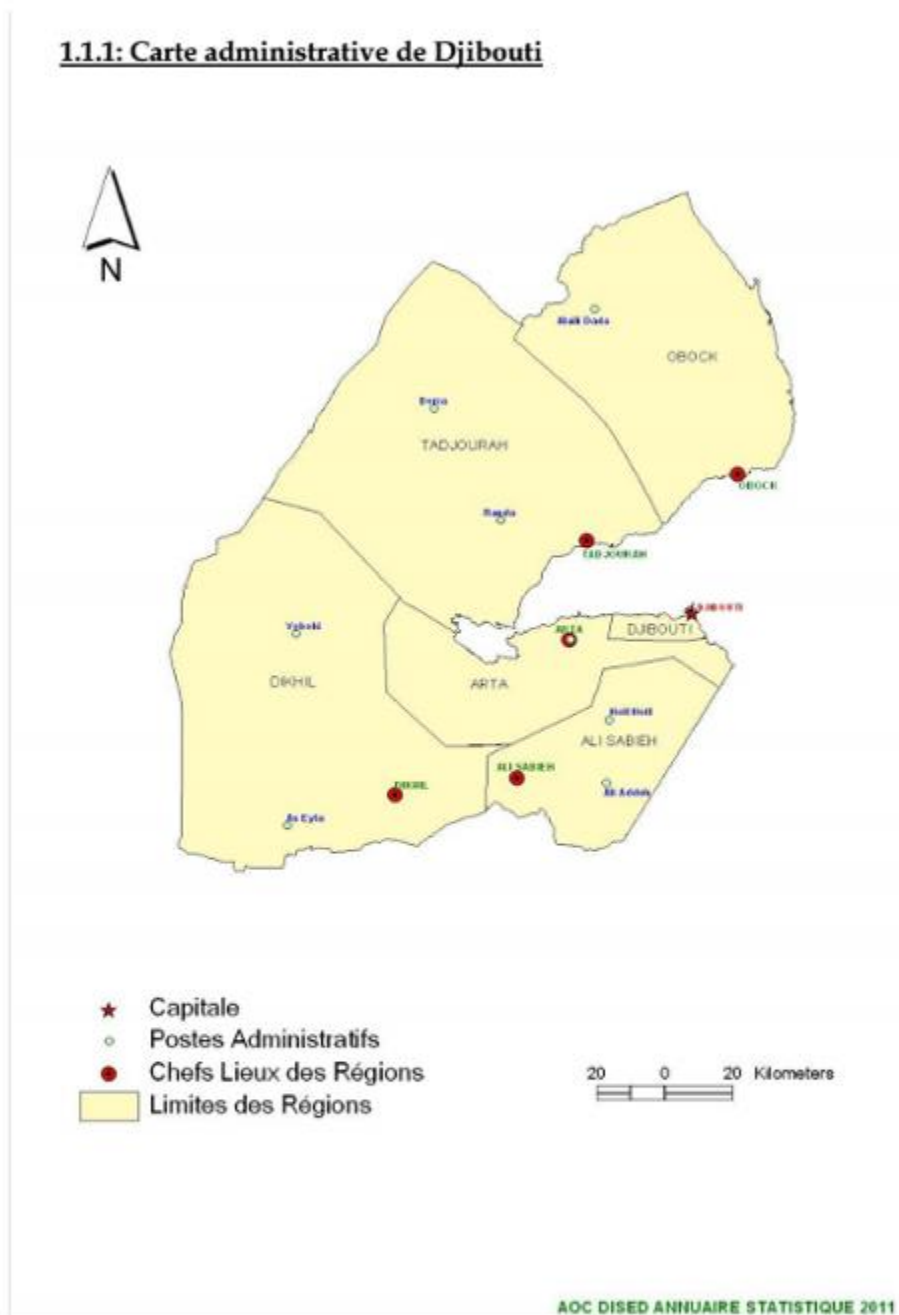 1.1.1: Carte administrative de Djibouti
N
OBOCK
TADJOURAH
OBOCK
TADJOURAH
DJIBOUTI
DJIBOUTI
Yoboki
ARTA
DIKHIL
ARTA
ALI SABIEH
ALI SABIEH
DIKHIL
Ali Addeh
As Eyla
Capitale
Postes Administratifs
Chefs Lieux des Régions
Limites des Régions
20 0 20 Kilometers
AOC DISED ANNUAIRE STATISTIQUE 2011